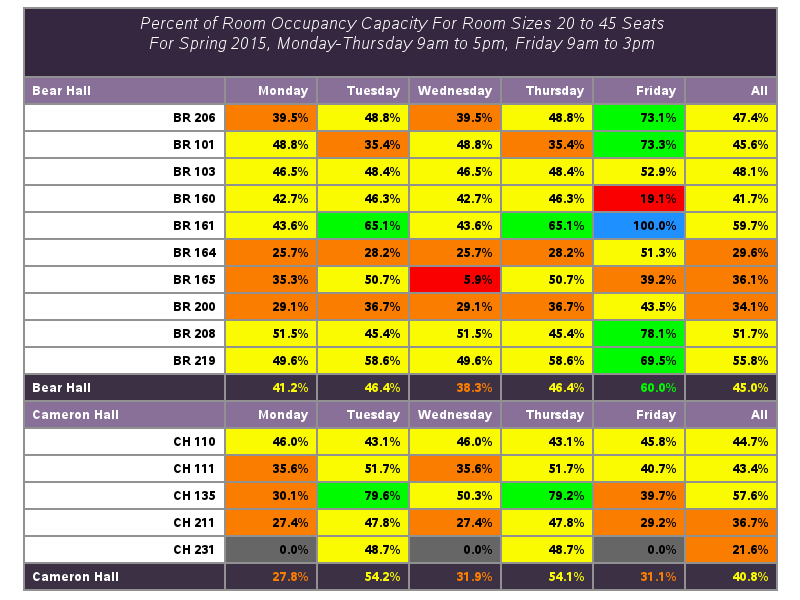 Percent of Room Occupancy Capacity For Room Sizes 20 to 45 Seats
For Spring 2015, Monday-Thursday 9am to 5pm, Friday 9am to 3pm
Bear Hall Monday Tuesday Wednesday Thursday Friday All
BR 206 39.5% 48.8% 39.5% 48.8% 73.1% 47.4%
BR 101 48.8% 35.4% 48.8% 35.4% 73.3% 45.6%
BR 103 46.5% 48.4% 46.5% 48.4% 52.9% 48.1%
BR 160 42.7% 46.3% 42.7% 46.3% 19.1% 41.7%
BR 161 43.6% 65.1% 43.6% 65.1% 100.0% 59.7%
BR 164 25.7% 28.2% 25.7% 28.2% 51.3% 29.6%
BR 165 35.3% 50.7% 5.9% 50.7% 39.2% 36.1%
BR 200 29.1% 36.7% 29.1% 36.7% 43.5% 34.1%
BR 208 51.5% 45.4% 51.5% 45.4% 78.1% 51.7%
BR 219 49.6% 58.6% 49.6% 58.6% 69.5% 55.8%
Bear Hall 41.2% 46.4% 38.3% 46.4% 60.0% 45.0%
Cameron Hall Monday Tuesday Wednesday Thursday Friday All
CH 110 46.0% 43.1% 46.0% 43.1% 45.8% 44.7%
CH 111 35.6% 51.7% 35.6% 51.7% 40.7% 43.4%
CH 135 30.1% 79.6% 50.3% 79.2% 39.7% 57.6%
CH 211 27.4% 47.8% 27.4% 47.8% 29.2% 36.7%
CH 231 0.0% 48.7% 0.0% 48.7% 0.0% 21.6%
Cameron Hall 27.8% 54.2% 31.9% 54.1% 31.1% 40.8%